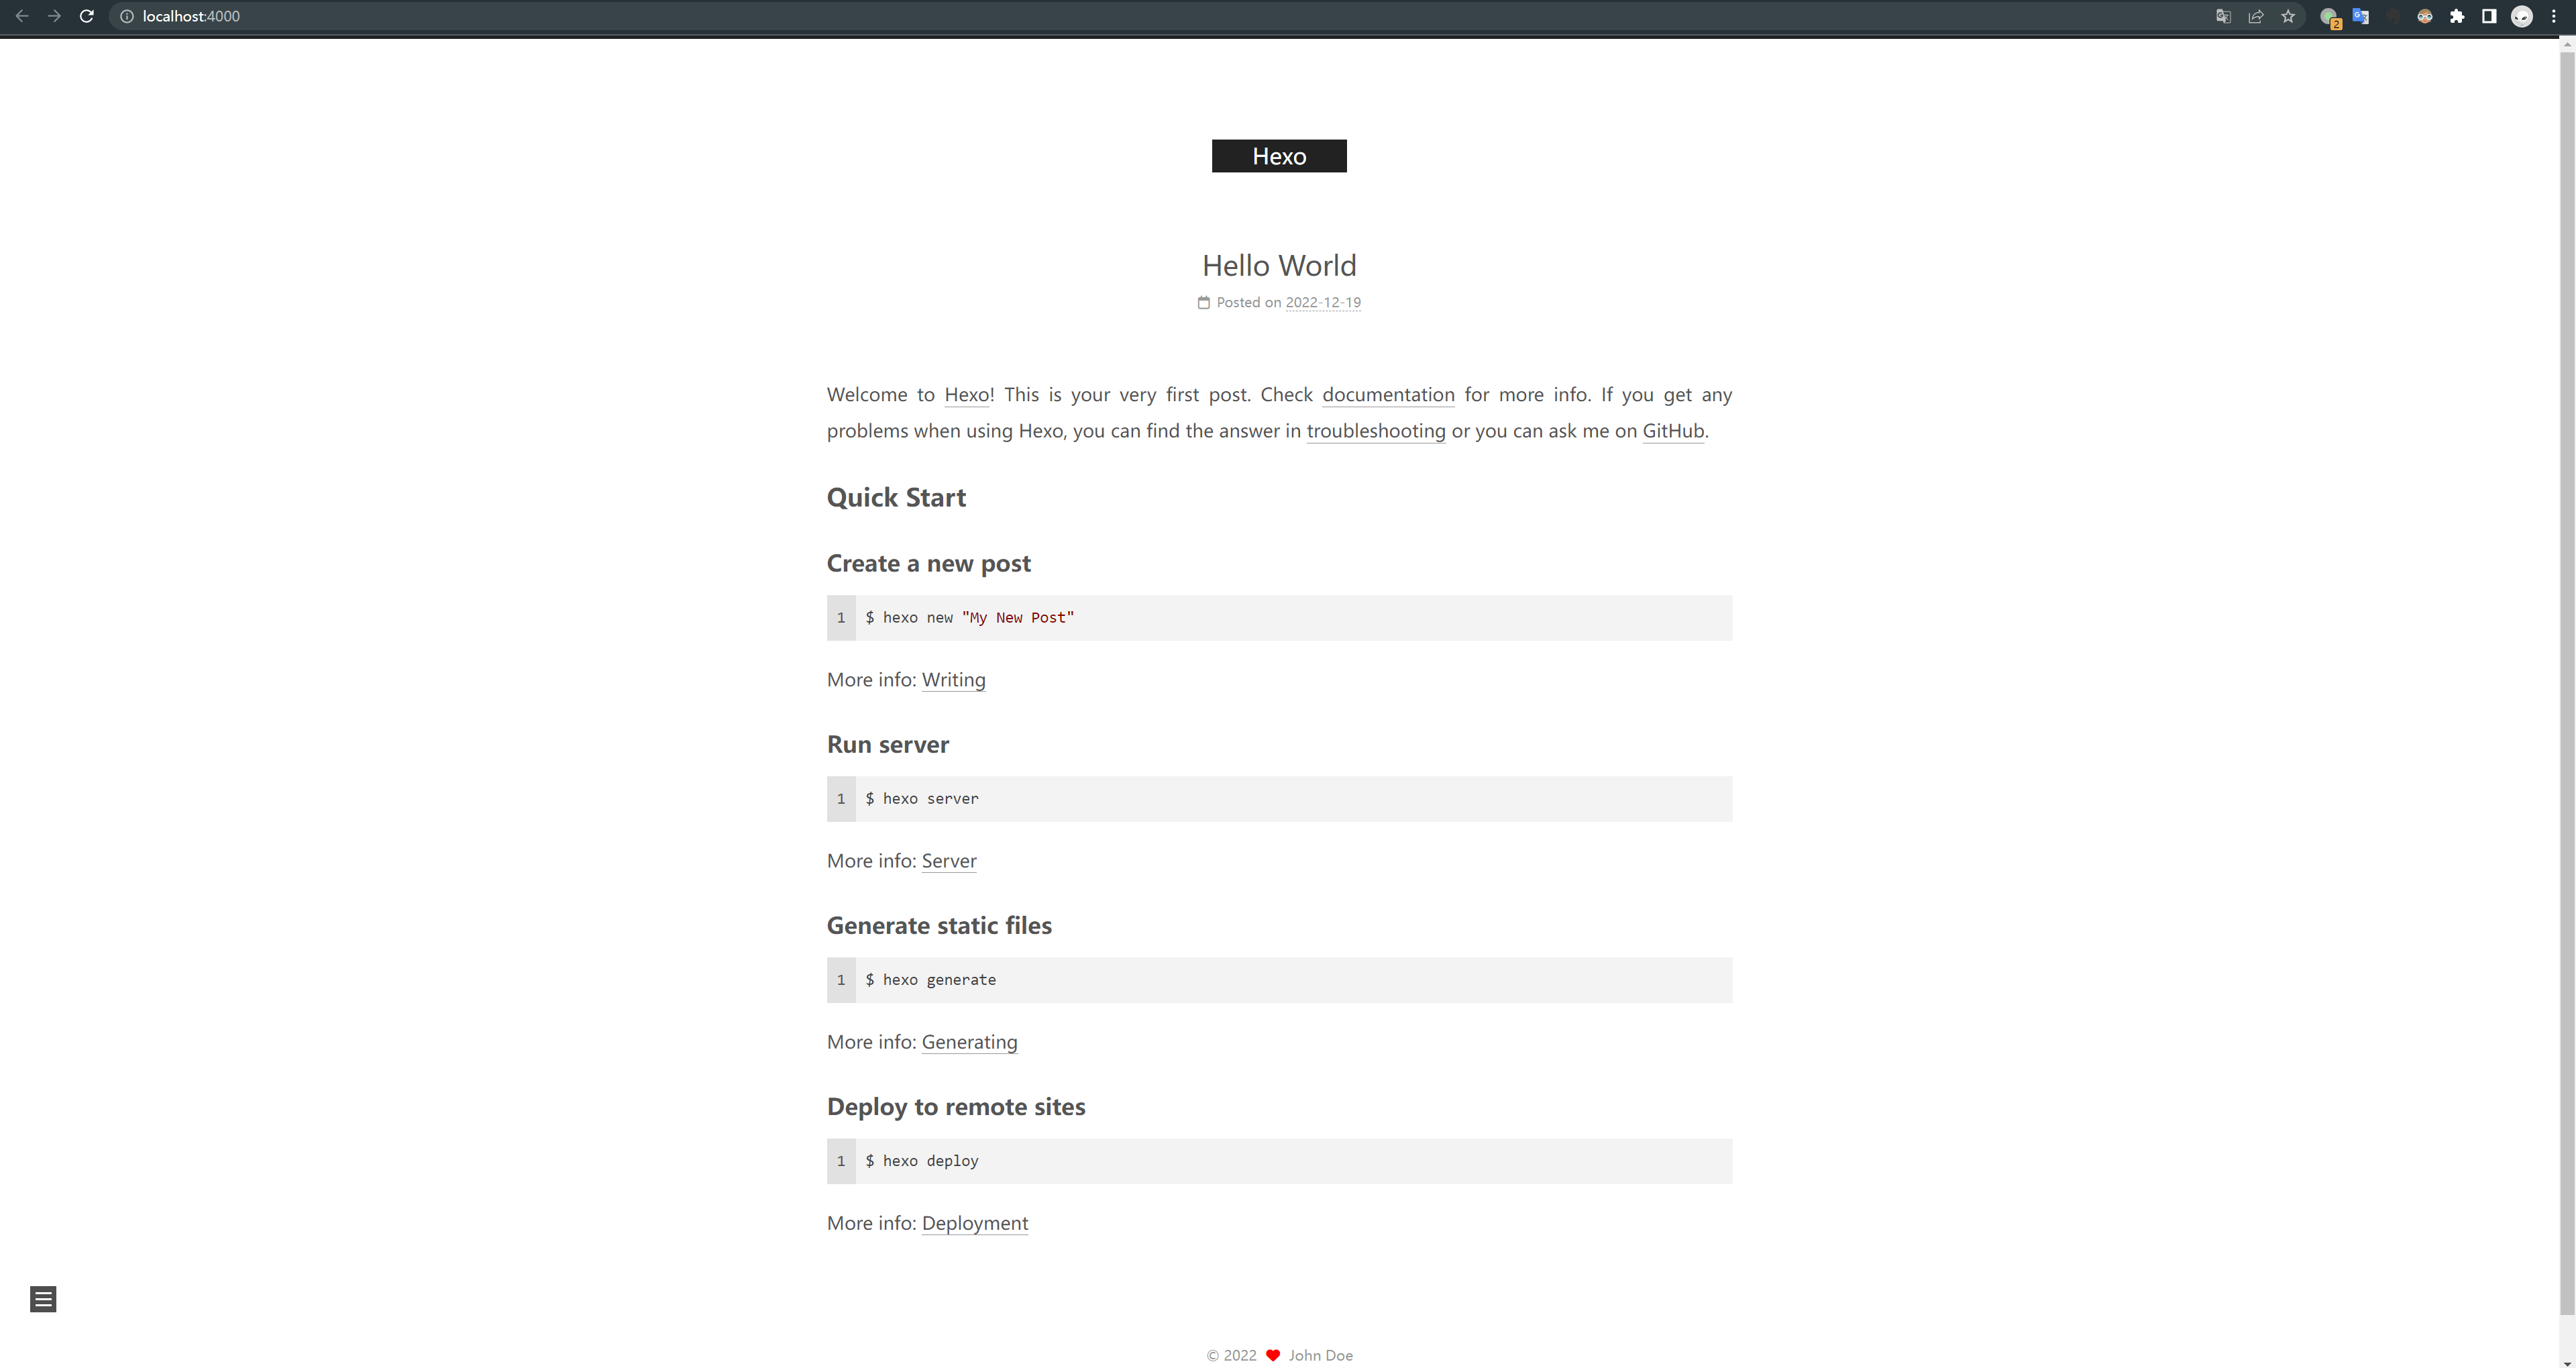 localhost:4000
2
Hexo
Hello World
Posted on 2022-12-19
Welcome to Hexo! This is your very first post. Check documentation for more info. If you get any
problems when using Hexo, you can find the answer in troubleshooting or you can ask me on GitHub.
Quick Start
Create a new post
1 $ hexo new "My New Post"
More info: Writing
Run server
1 $ hexo server
More info: Server
Generate static files
1 $ hexo generate
More info: Generating
Deploy to remote sites
1 $ hexo deploy
More info: Deployment
© 2022 ♥ John Doe